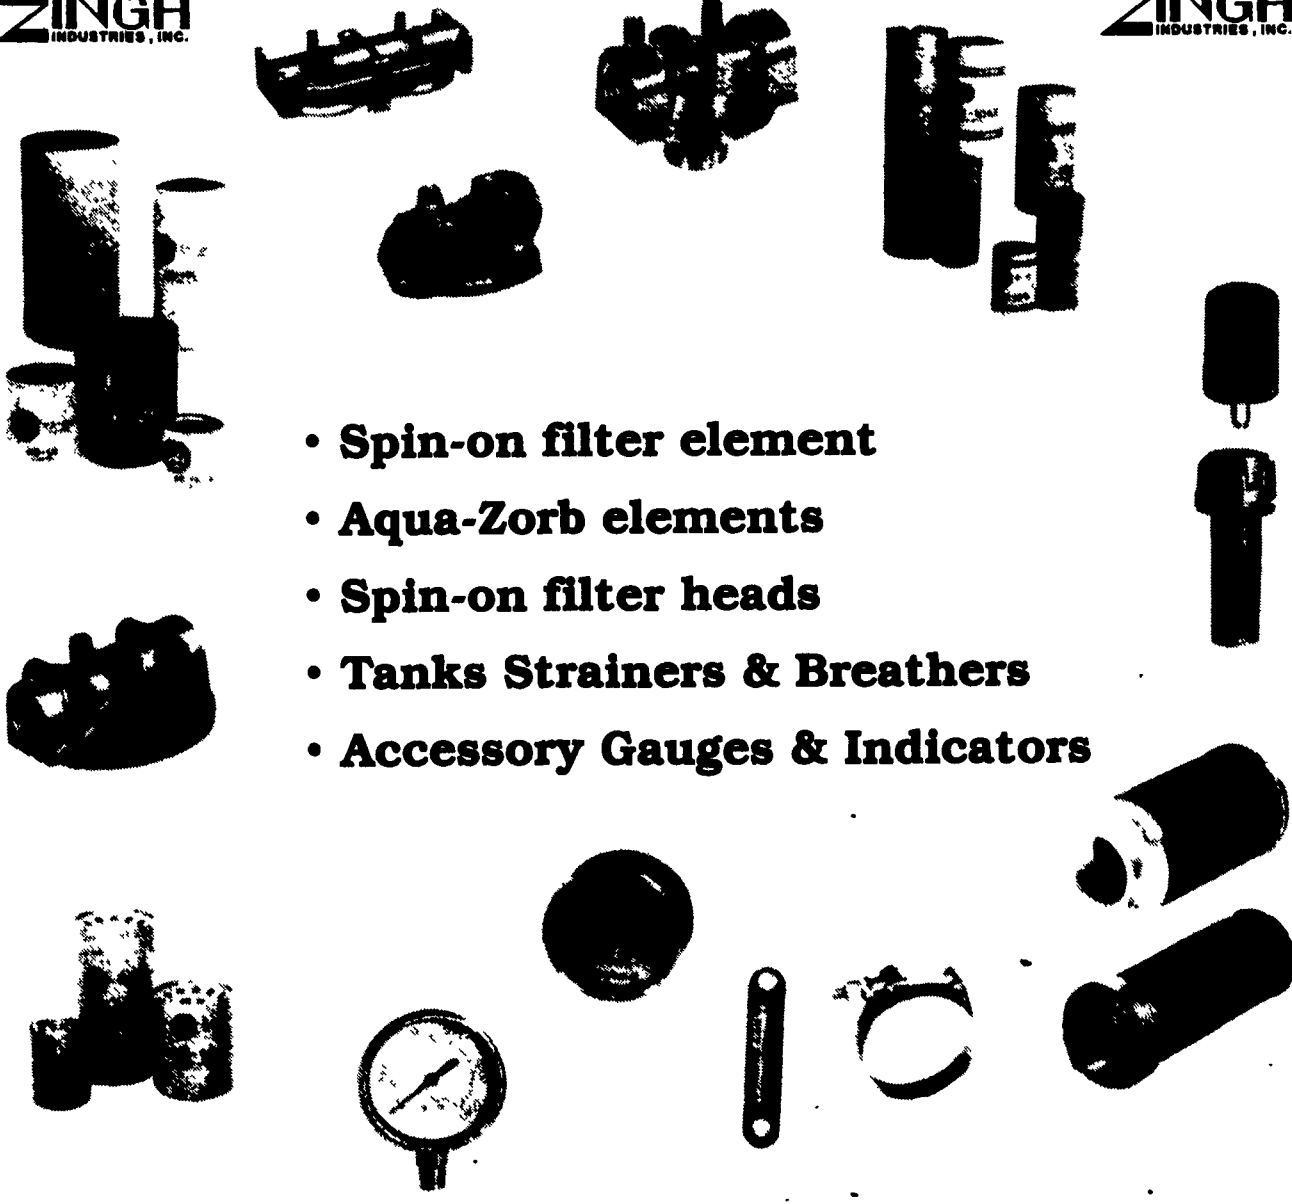 ZINGH
INDUSTRIES, INC.
ZINGH
INDUSTRIES, INC.
• Spin-on filter element
• Aqua-Zorb elements
• Spin-on filter heads
• Tanks Strainers & Breathers
• Accessory Gauges & Indicators